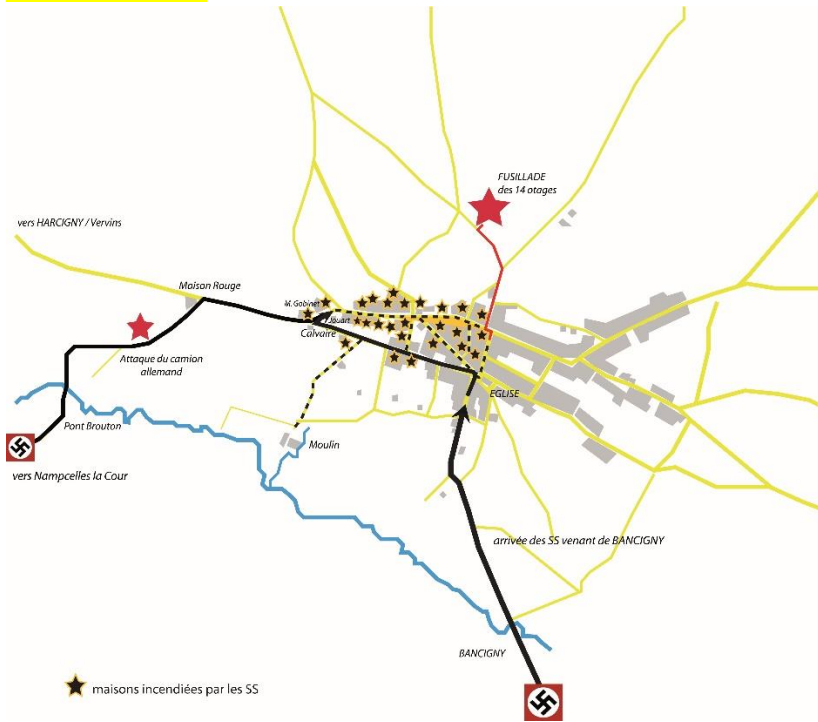 FUSILLADE
des 14 otages
vers HARCIGNY / Vervins
Maison Rouge
M. Gobinet
Jouart
Calvaire
Attaque du camion
allemand
EGLISE
Pont Brouton
Moulin
vers Nampcelles la Cour
arrivée des SS venant de BANCIGNY
BANCIGNY
maisons incendiées par les SS